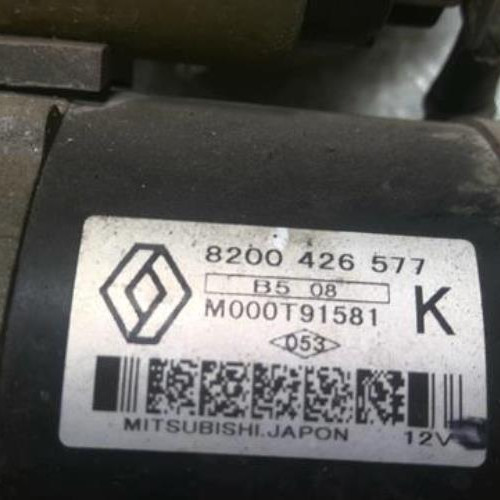 8200 426 577
B5 08
M000T91581
K
053
MITSUBISHI.JAPON
12V